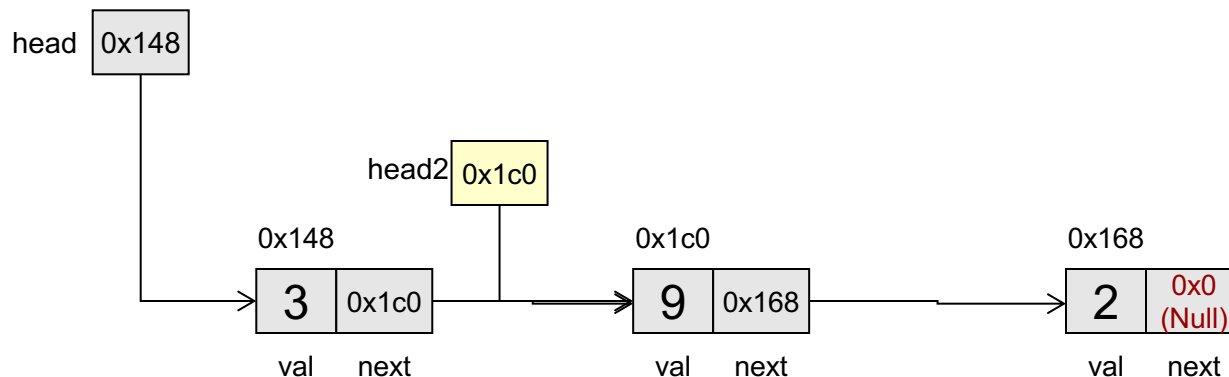 head 0x148
head2 0x1c0
0x148 0x1c0 0x168
3 0x1c0 9 0x168 2 0x0
(Null)
val next val next val next